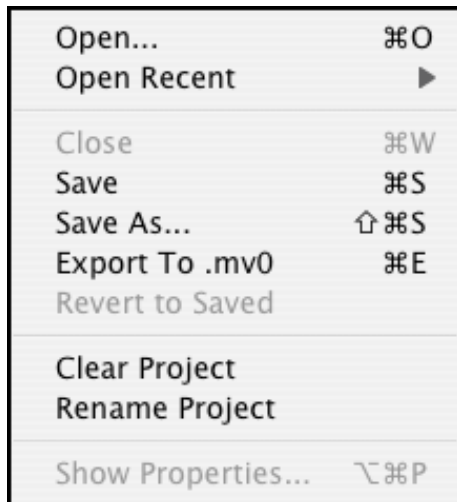 Open... ⌘O
Open Recent ▶
Close ⌘W
Save ⌘S
Save As... ⇧⌘S
Export To .mv0 ⌘E
Revert to Saved
Clear Project
Rename Project
Show Properties... ⌥⌘P